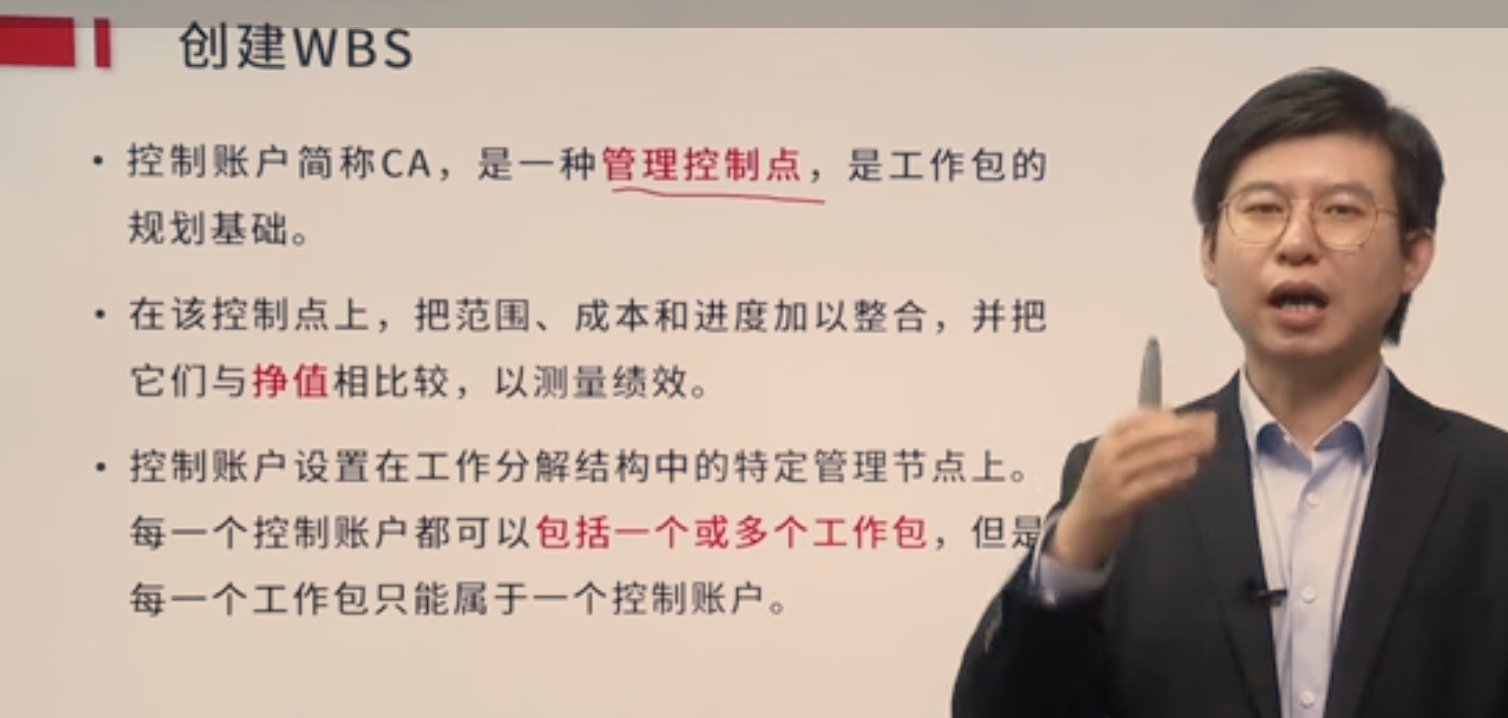 创建WBS
• 控制账户简称CA，是一种管理控制点，是工作包的
规划基础。
• 在该控制点上，把范围、成本和进度加以整合，并把
它们与挣值相比较，以测量绩效。
• 控制账户设置在工作分解结构中的特定管理节点上。
每一个控制账户都可以包括一个或多个工作包，但是
每一个工作包只能属于一个控制账户。